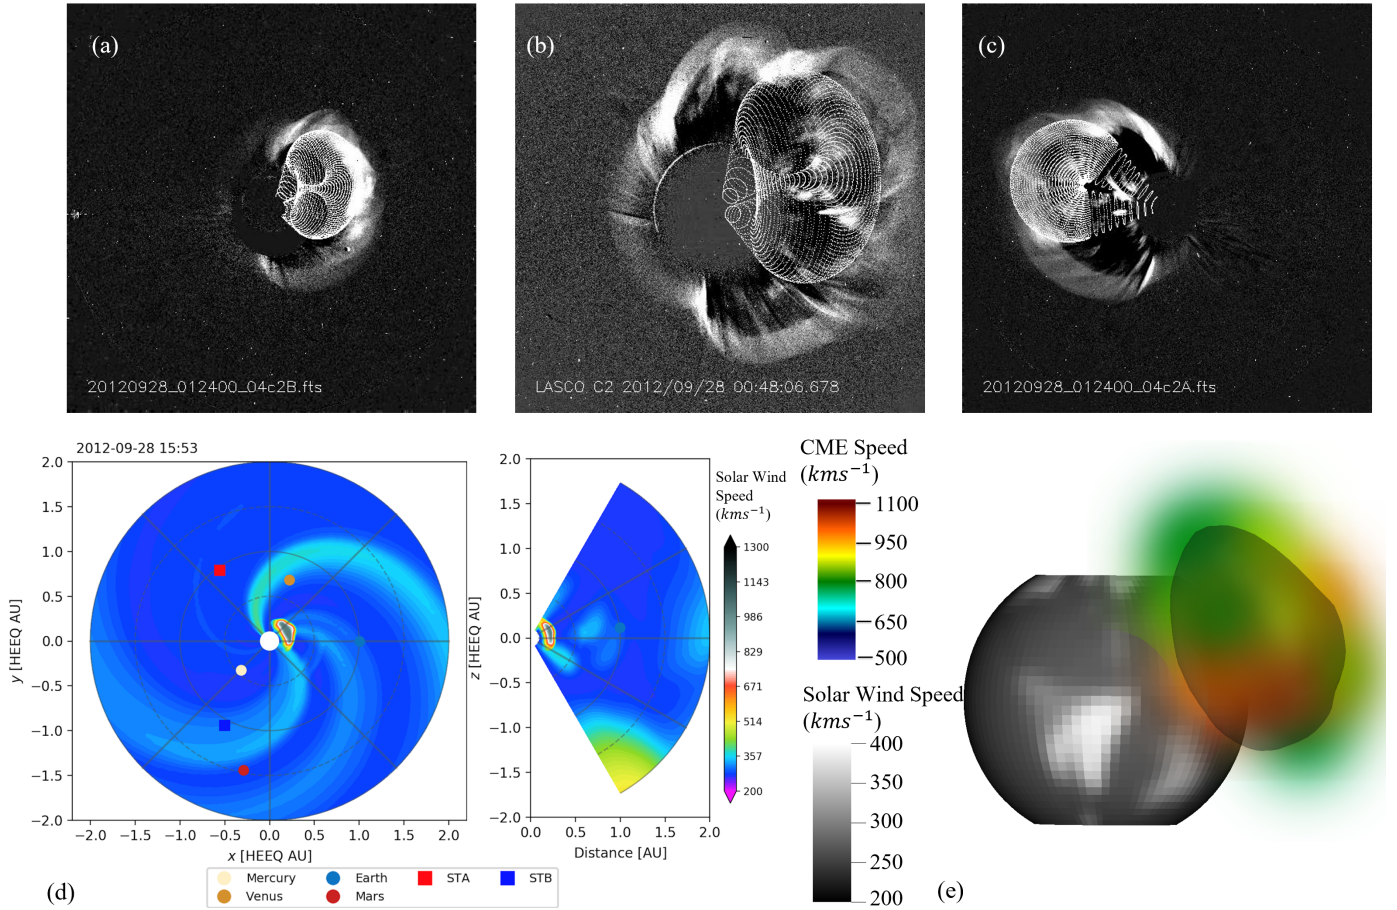 (a)
(b)
(c)
20120928_012400_04c2B.fts
LASCO C2 2012/09/28 00:48:06.678
20120928_012400_04c2A.fts
2012-09-28 15:53
2.0
1.5
1.0
0.5
0.0
−0.5
−1.0
−1.5
−2.0
y [HEEQ AU]
−2.0 −1.5 −1.0 −0.5 0.0 0.5 1.0 1.5 2.0
x [HEEQ AU]
2.0
1.5
1.0
0.5
0.0
−0.5
−1.0
−1.5
−2.0
z [HEEQ AU]
0.0 0.5 1.0 1.5 2.0
Distance [AU]
Solar Wind
Speed
(kms⁻¹)
1300
1143
986
829
671
514
357
200
CME Speed
(kms⁻¹)
1100
950
800
650
500
Solar Wind Speed
(kms⁻¹)
400
350
300
250
200
Mercury Earth STA STB
Venus Mars
(d)
(e)